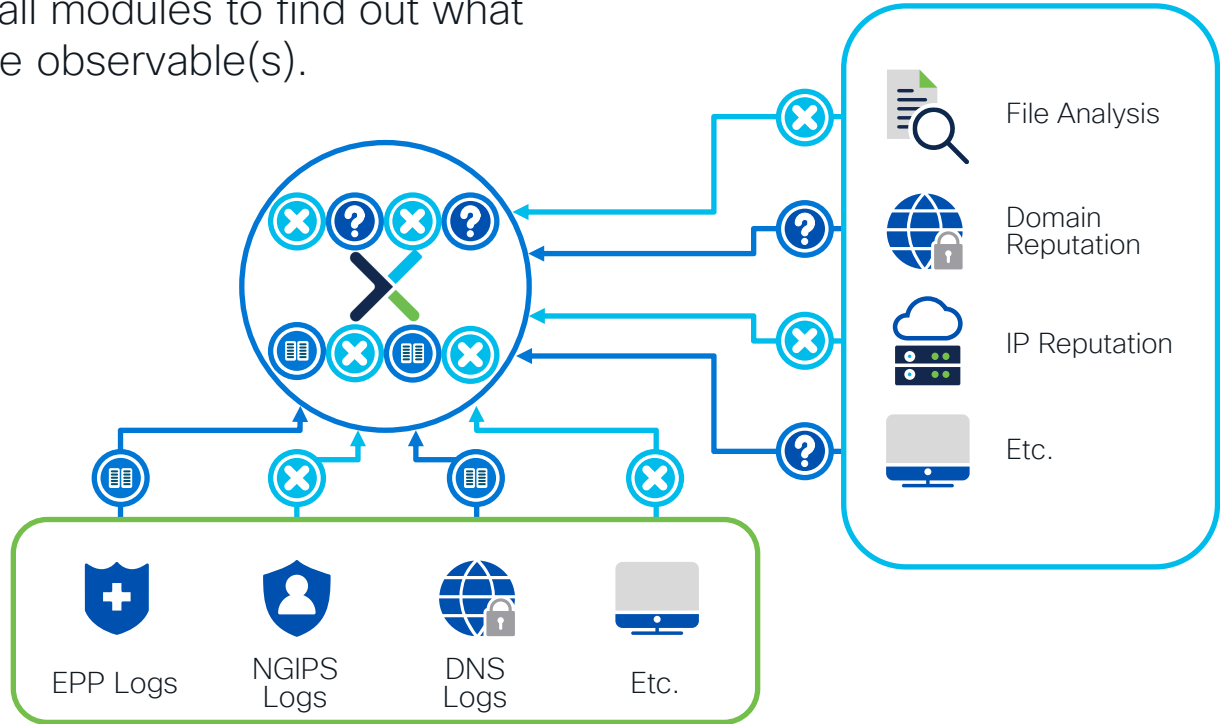 all modules to find out what
e observable(s).
File Analysis
Domain
Reputation
IP Reputation
Etc.
EPP Logs
NGIPS
Logs
DNS
Logs
Etc.